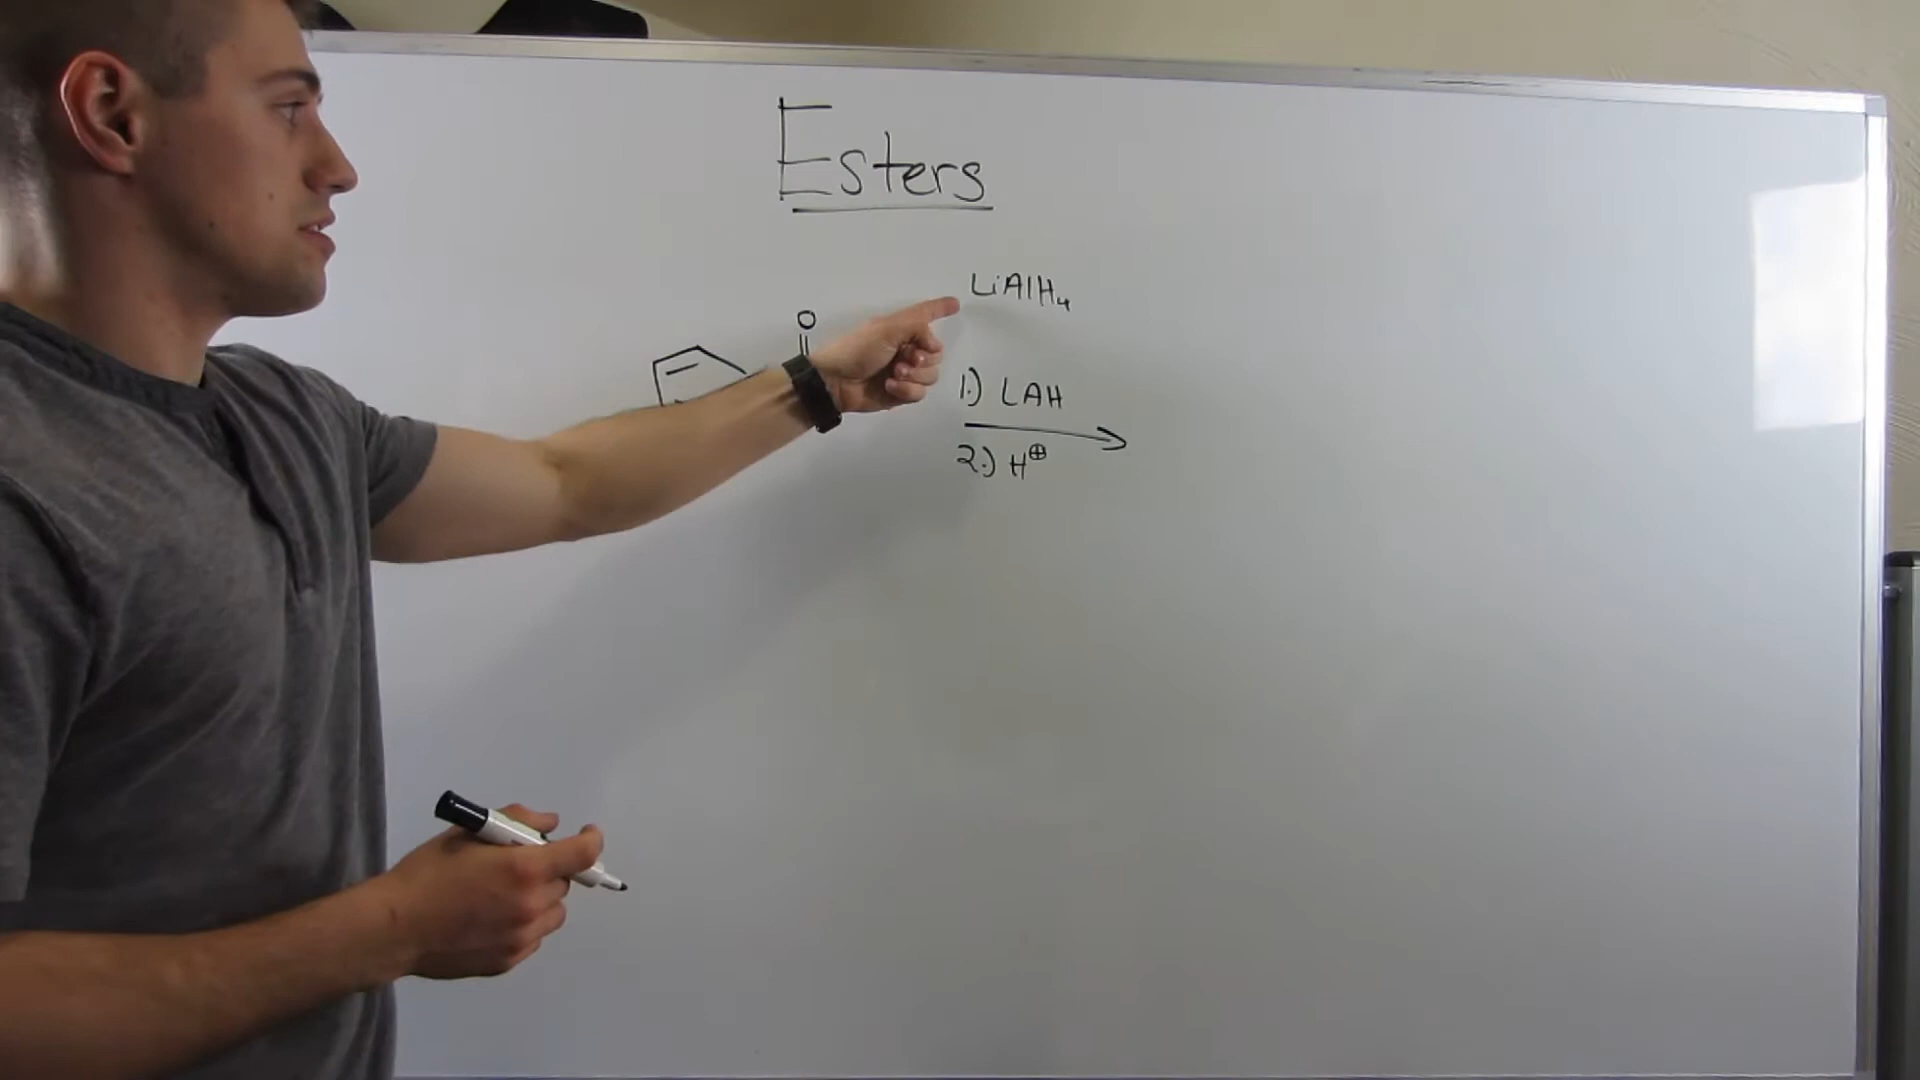 Esters
LiAlH₄
O
1.) LAH
2.) H⊕